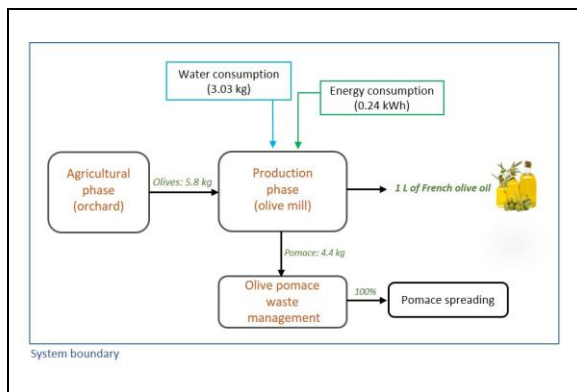 Water consumption
(3.03 kg)
Energy consumption
(0.24 kWh)
Agricultural
phase
(orchard)
Olives: 5.8 kg
Production
phase
(olive mill)
1 L of French olive oil
Pomace: 4.4 kg
Olive pomace
waste
management
100%
Pomace spreading
System boundary